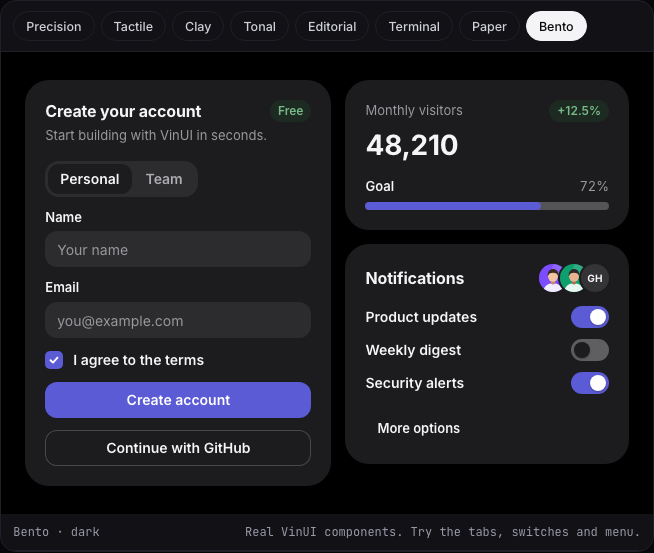 Precision Tactile Clay Tonal Editorial Terminal Paper Bento
Create your account Free
Start building with VinUI in seconds.
Personal Team
Name
Your name
Email
you@example.com
I agree to the terms
Create account
Continue with GitHub
Monthly visitors +12.5%
48,210
Goal 72%
Notifications GH
Product updates
Weekly digest
Security alerts
More options
Bento · dark Real VinUI components. Try the tabs, switches and menu.